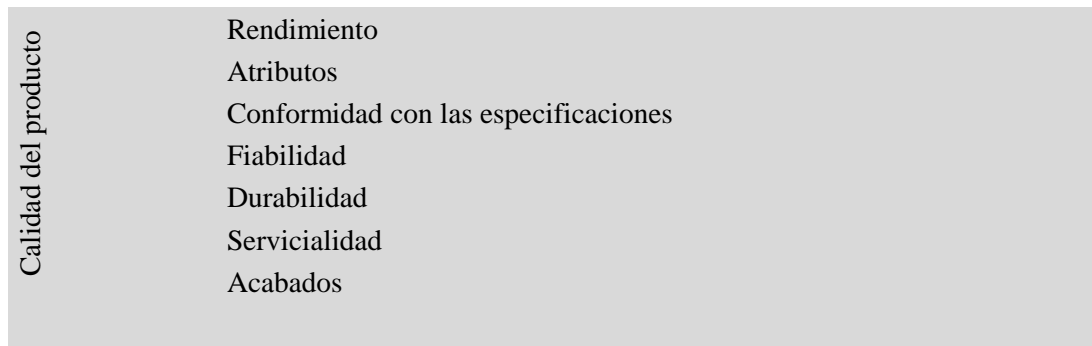 Calidad del producto
Rendimiento
Atributos
Conformidad con las especificaciones
Fiabilidad
Durabilidad
Servicialidad
Acabados